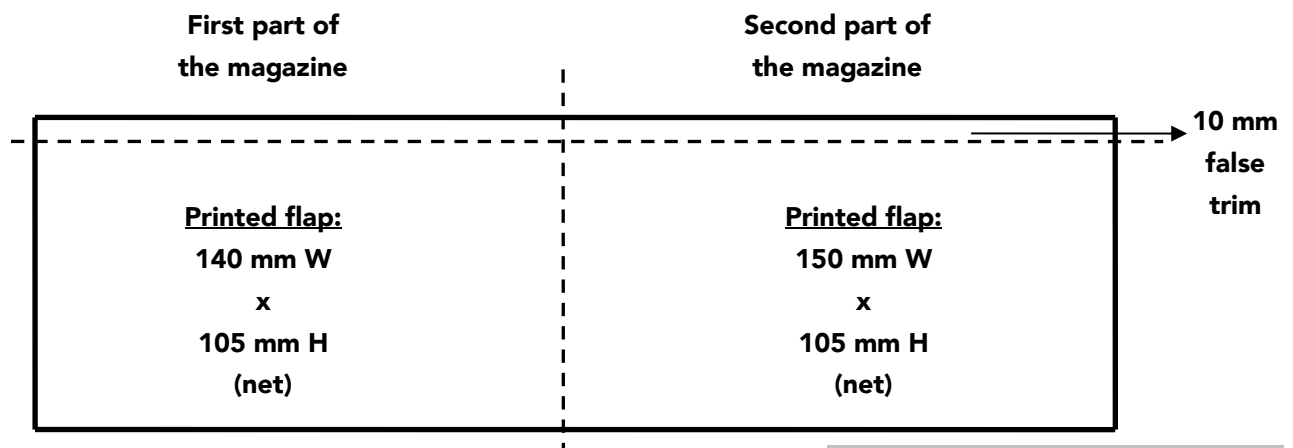 First part of
the magazine
Second part of
the magazine
10 mm
false
trim
Printed flap:
140 mm W
x
105 mm H
(net)
Printed flap:
150 mm W
x
105 mm H
(net)